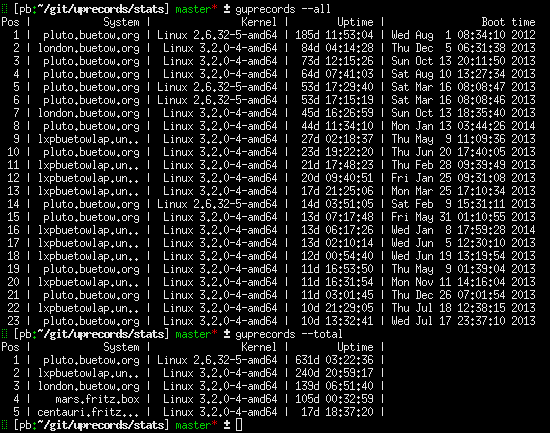 [pb:~/git/uprecords/stats] master* ± guprecords --all
Pos | System | Kernel | Uptime | Boot time
1 | pluto.buetow.org | Linux 2.6.32-5-amd64 | 185d 11:53:04 | Wed Aug 1 08:34:10 2012
2 | london.buetow.org | Linux 3.2.0-4-amd64 | 84d 04:14:28 | Thu Dec 5 06:31:38 2013
3 | pluto.buetow.org | Linux 3.2.0-4-amd64 | 73d 12:15:26 | Sun Oct 13 20:11:50 2013
4 | pluto.buetow.org | Linux 3.2.0-4-amd64 | 64d 07:41:03 | Sat Aug 10 13:27:34 2013
5 | pluto.buetow.org | Linux 2.6.32-5-amd64 | 53d 17:29:40 | Sat Mar 16 08:08:47 2013
6 | pluto.buetow.org | Linux 2.6.32-5-amd64 | 53d 17:15:19 | Sat Mar 16 08:08:46 2013
7 | london.buetow.org | Linux 3.2.0-4-amd64 | 45d 16:26:59 | Sun Oct 13 18:35:40 2013
8 | pluto.buetow.org | Linux 3.2.0-4-amd64 | 44d 11:34:10 | Mon Jan 13 03:44:26 2014
9 | lxpbuetowlap.un.. | Linux 3.2.0-4-amd64 | 27d 02:18:37 | Thu May 9 11:09:36 2013
10 | pluto.buetow.org | Linux 3.2.0-4-amd64 | 23d 19:22:20 | Thu Jun 20 17:40:05 2013
11 | lxpbuetowlap.un.. | Linux 3.2.0-4-amd64 | 21d 17:48:23 | Thu Feb 28 09:39:49 2013
12 | lxpbuetowlap.un.. | Linux 3.2.0-4-amd64 | 20d 09:40:51 | Fri Jan 25 09:31:08 2013
13 | lxpbuetowlap.un.. | Linux 3.2.0-4-amd64 | 17d 21:25:06 | Mon Mar 25 17:10:34 2013
14 | pluto.buetow.org | Linux 2.6.32-5-amd64 | 14d 03:51:05 | Sat Feb 9 15:31:11 2013
15 | pluto.buetow.org | Linux 3.2.0-4-amd64 | 13d 07:17:48 | Fri May 31 01:10:55 2013
16 | lxpbuetowlap.un.. | Linux 3.2.0-4-amd64 | 13d 06:17:26 | Wed Jan 8 17:59:28 2014
17 | lxpbuetowlap.un.. | Linux 3.2.0-4-amd64 | 13d 02:10:14 | Wed Jun 5 12:30:10 2013
18 | lxpbuetowlap.un.. | Linux 3.2.0-4-amd64 | 12d 00:54:40 | Wed Jun 19 13:19:54 2013
19 | pluto.buetow.org | Linux 3.2.0-4-amd64 | 11d 16:53:50 | Thu May 9 01:39:04 2013
20 | lxpbuetowlap.un.. | Linux 3.2.0-4-amd64 | 11d 16:31:54 | Mon Nov 11 14:16:04 2013
21 | pluto.buetow.org | Linux 3.2.0-4-amd64 | 11d 03:01:45 | Thu Dec 26 07:01:54 2013
22 | lxpbuetowlap.un.. | Linux 3.2.0-4-amd64 | 10d 21:29:05 | Thu Jul 18 12:38:15 2013
23 | pluto.buetow.org | Linux 3.2.0-4-amd64 | 10d 13:32:41 | Wed Jul 17 23:37:10 2013
[pb:~/git/uprecords/stats] master* ± guprecords --total
Pos | System | Kernel | Uptime |
1 | pluto.buetow.org | Linux 2.6.32-5-amd64 | 631d 03:22:36 |
2 | lxpbuetowlap.un.. | Linux 3.2.0-4-amd64 | 240d 20:59:17 |
3 | london.buetow.org | Linux 3.2.0-4-amd64 | 139d 06:51:40 |
4 | mars.fritz.box | Linux 3.2.0-4-amd64 | 105d 00:32:59 |
5 | centauri.fritz... | Linux 3.2.0-4-amd64 | 17d 18:37:20 |
[pb:~/git/uprecords/stats] master* ±